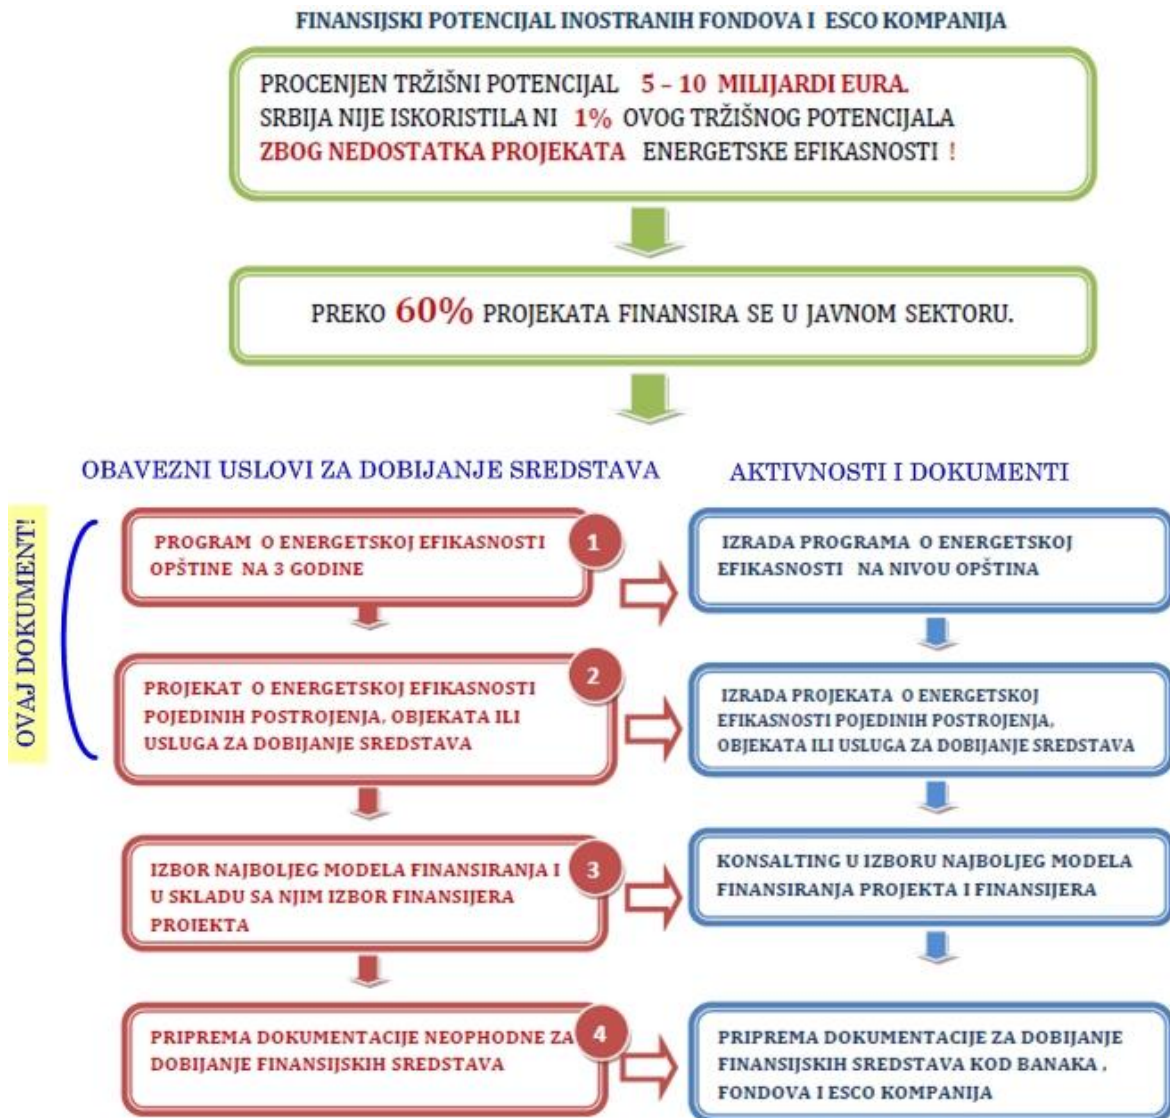 FINANSIJSKI POTENCIJAL INOSTRANIH FONDOVA I ESCO KOMPANIJA
PROCENJEN TRŽIŠNI POTENCIJAL 5 – 10 MILIJARDI EURA.
SRBIJA NIJE ISKORISTILA NI 1% OVOG TRŽIŠNOG POTENCIJALA
ZBOG NEDOSTATKA PROJEKATA ENERGETSKE EFIKASNOSTI !
PREKO 60% PROJEKATA FINANSIRA SE U JAVNOM SEKTORU.
OBAVEZNI USLOVI ZA DOBIJANJE SREDSTAVA
AKTIVNOSTI I DOKUMENTI
OVAJ DOKUMENT!
PROGRAM O ENERGETSKOJ EFIKASNOSTI
OPŠTINE NA 3 GODINE
1
IZRADA PROGRAMA O ENERGETSKOJ
EFIKASNOSTI NA NIVOU OPŠTINA
PROJEKAT O ENERGETSKOJ EFIKASNOSTI
POJEDINIH POSTROJENJA, OBJEKATA ILI
USLUGA ZA DOBIJANJE SREDSTAVA
2
IZRADA PROJEKATA O ENERGETSKOJ
EFIKASNOSTI POJEDINIH POSTROJENJA,
OBJEKATA ILI USLUGA ZA DOBIJANJE SREDSTAVA
IZBOR NAJBOLJEG MODELA FINANSIRANJA I
U SKLADU SA NJIM IZBOR FINANSIJERA
PROJEKTA
3
KONSALTING U IZBORU NAJBOLJEG MODELA
FINANSIRANJA PROJEKTA I FINANSIJERA
PRIPREMA DOKUMENTACIJE NEOPHODNE ZA
DOBIJANJE FINANSIJSKIH SREDSTAVA
4
PRIPREMA DOKUMENTACIJE ZA DOBIJANJE
FINANSIJSKIH SREDSTAVA KOD BANAKA ,
FONDOVA I ESCO KOMPANIJA